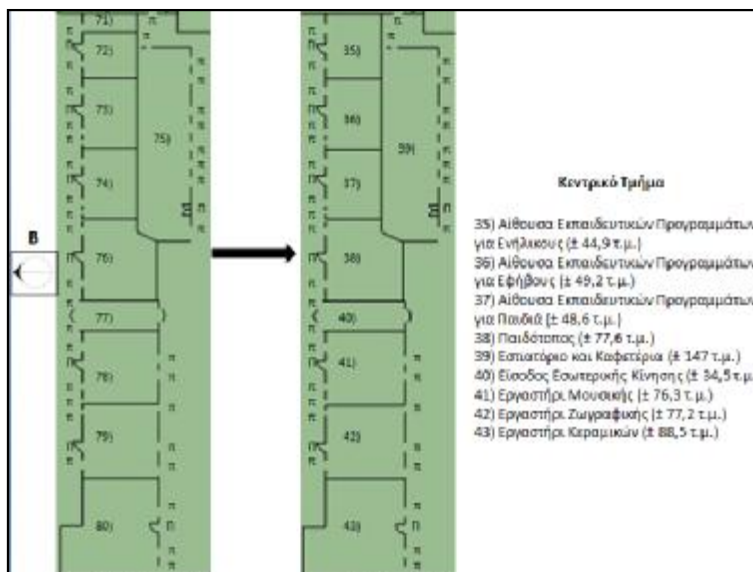 71)
π
72)
π
73)
75)
74)
B
76)
77)
78)
79)
80)
35)
36)
39)
37)
38)
40)
41)
42)
43)
Κεντρικό Τμήμα
35) Αίθουσα Εκπαιδευτικών Προγραμμάτων
για Ενήλικους (± 44,9 τ.μ.)
36) Αίθουσα Εκπαιδευτικών Προγραμμάτων
για Εφήβους (± 49,2 τ.μ.)
37) Αίθουσα Εκπαιδευτικών Προγραμμάτων
για Παιδιά (± 48,6 τ.μ.)
38) Παιδότοπος (± 77,6 τ.μ.)
39) Εστιατόριο και Καφετέρια (± 147 τ.μ.)
40) Είσοδος Εσωτερικής Κίνησης (± 34,5 τ.μ.
41) Εργαστήρι Μουσικής (± 76,3 τ.μ.)
42) Εργαστήρι Ζωγραφικής (± 77,2 τ.μ.)
43) Εργαστήρι Κεραμικών (± 88,5 τ.μ.)